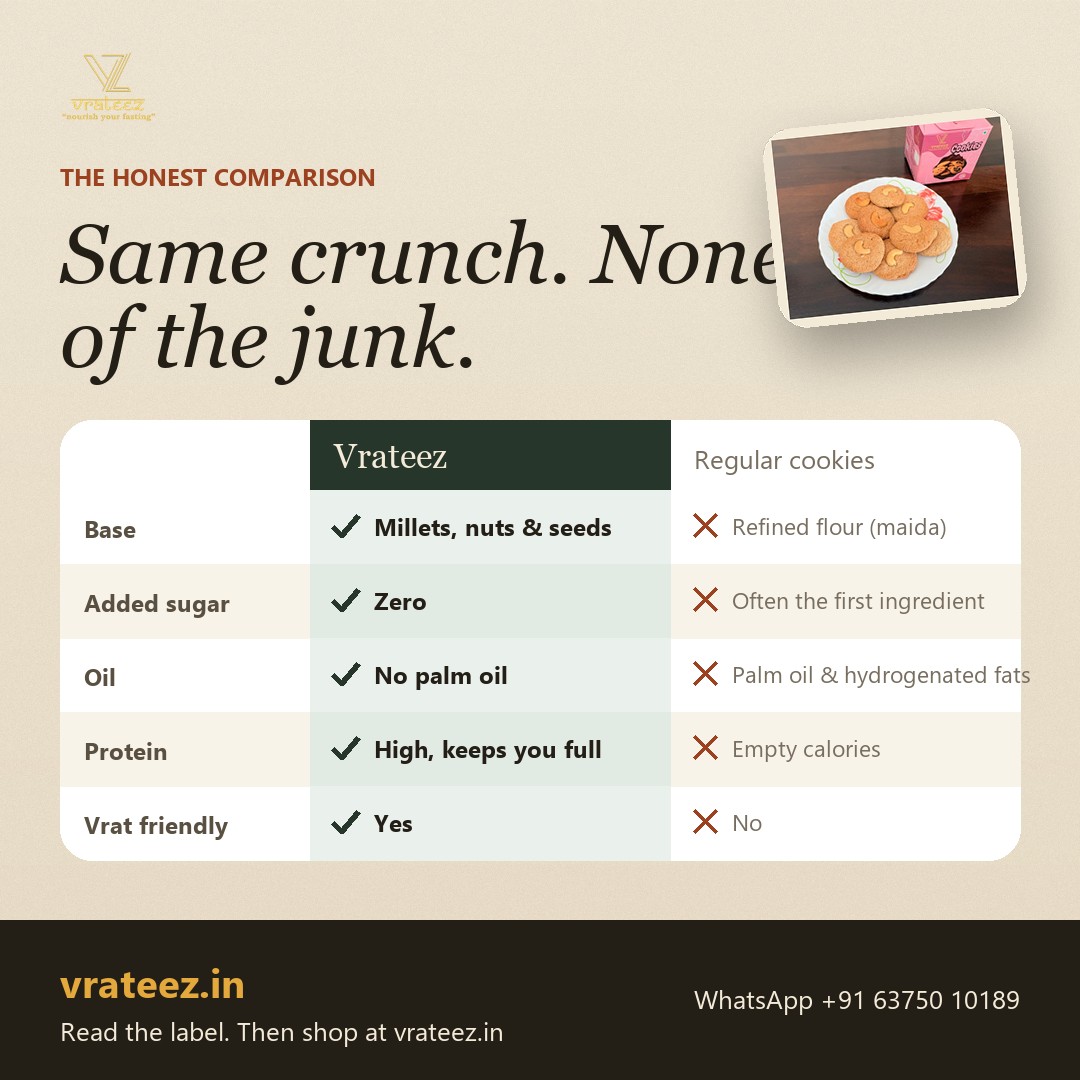 VZ
vrateez
"nourish your fasting"
THE HONEST COMPARISON
Same crunch. None
of the junk.
COOKIES
Vrateez
Regular cookies
Base
Millets, nuts & seeds
Refined flour (maida)
Added sugar
Zero
Often the first ingredient
Oil
No palm oil
Palm oil & hydrogenated fats
Protein
High, keeps you full
Empty calories
Vrat friendly
Yes
No
vrateez.in
Read the label. Then shop at vrateez.in
WhatsApp +91 63750 10189